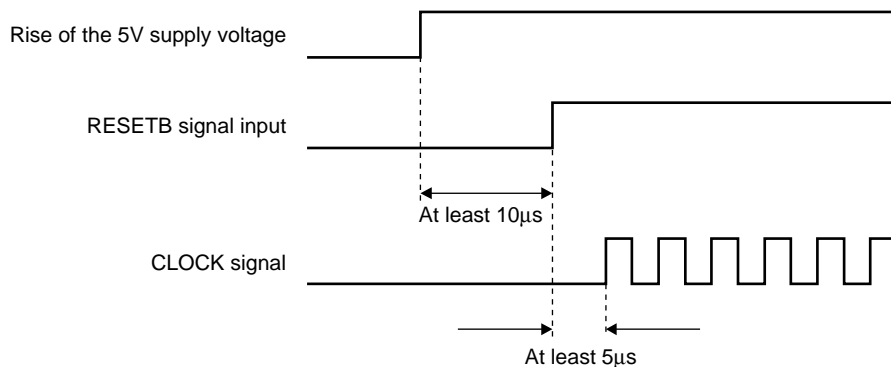 Rise of the 5V supply voltage
RESETB signal input
At least 10μs
CLOCK signal
At least 5μs